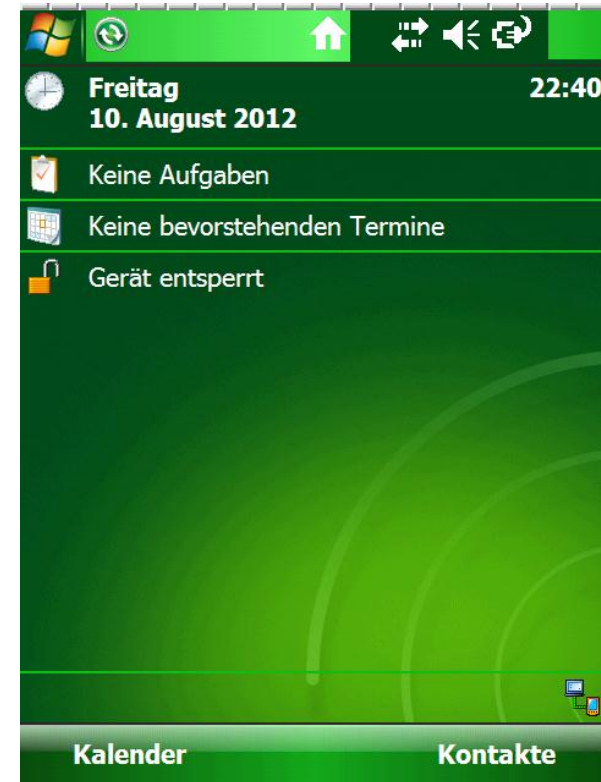 Freitag
22:40
10. August 2012
Keine Aufgaben
Keine bevorstehenden Termine
Gerät entsperrt
Kalender
Kontakte